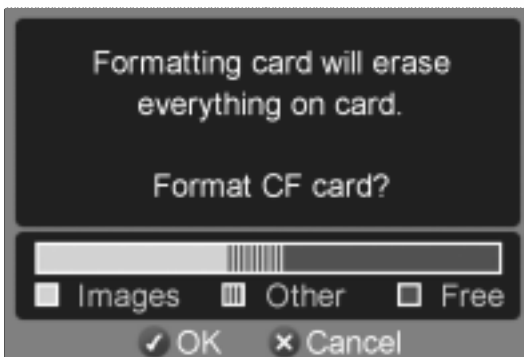 Formatting card will erase
everything on card.
Format CF card?
Images Other Free
OK Cancel